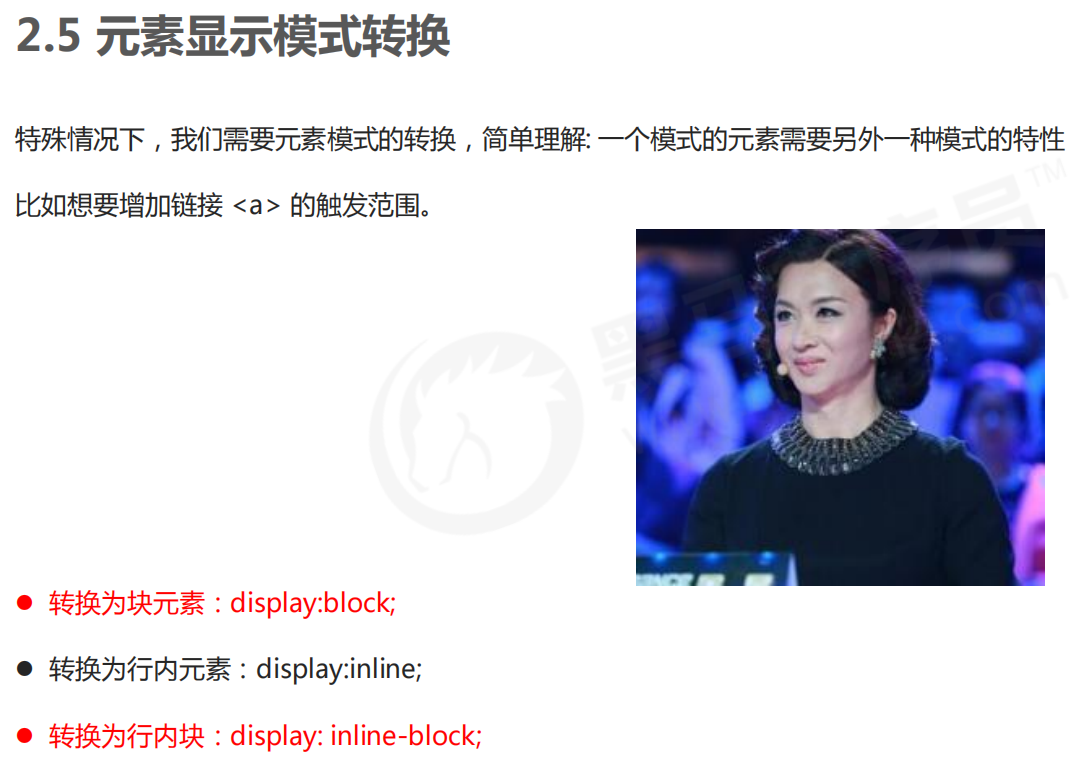 2.5 元素显示模式转换
特殊情况下，我们需要元素模式的转换，简单理解: 一个模式的元素需要另外一种模式的特性
比如想要增加链接 <a> 的触发范围。
转换为块元素：display:block;
转换为行内元素：display:inline;
转换为行内块：display: inline-block;